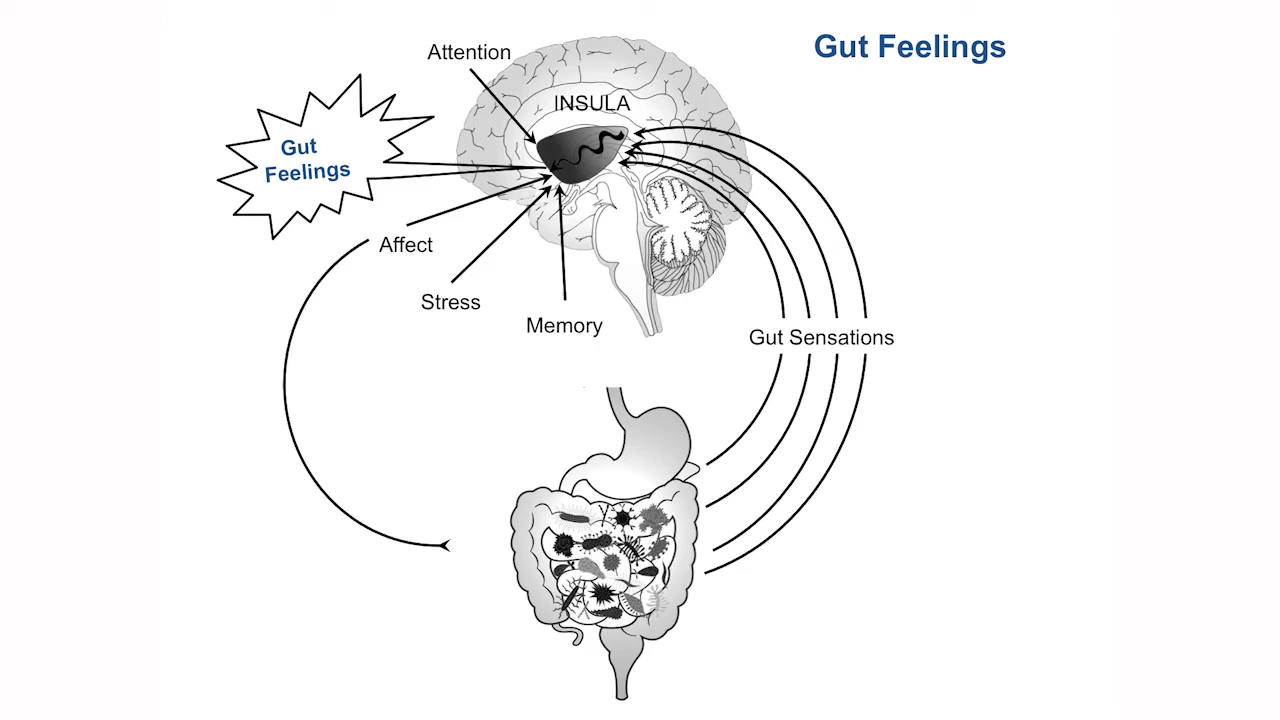 Gut Feelings
Attention
INSULA
Gut
Feelings
Affect
Stress
Memory
Gut Sensations